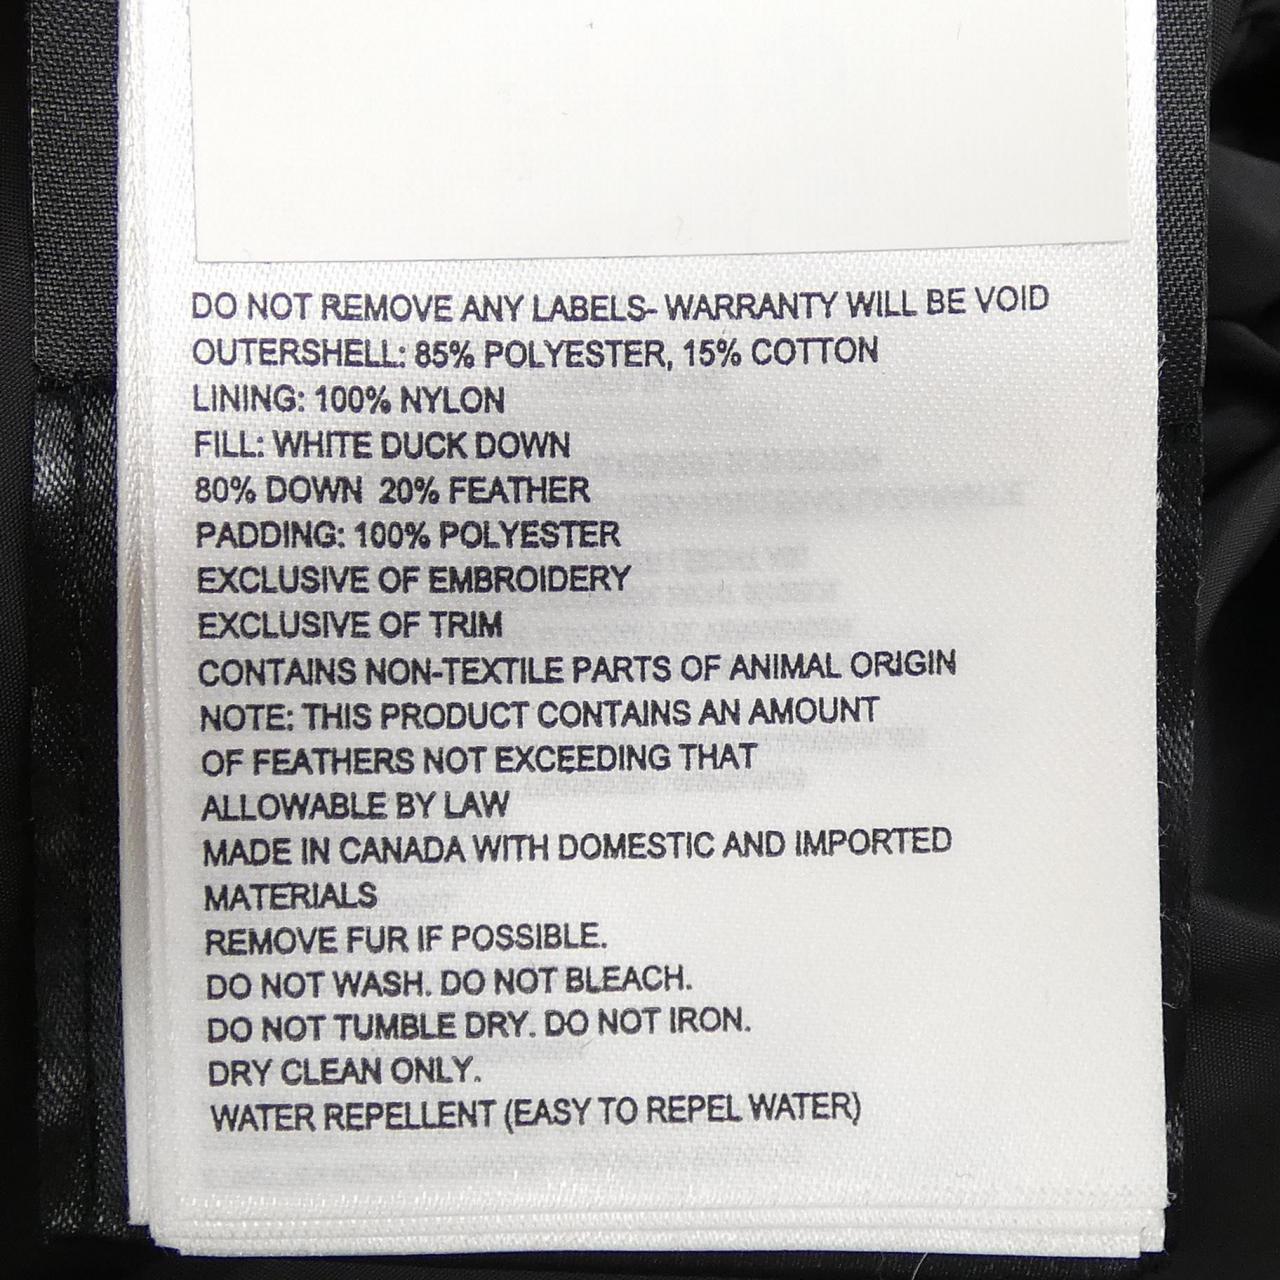 DO NOT REMOVE ANY LABELS- WARRANTY WILL BE VOID
OUTERSHELL: 85% POLYESTER, 15% COTTON
LINING: 100% NYLON
FILL: WHITE DUCK DOWN
80% DOWN 20% FEATHER
PADDING: 100% POLYESTER
EXCLUSIVE OF EMBROIDERY
EXCLUSIVE OF TRIM
CONTAINS NON-TEXTILE PARTS OF ANIMAL ORIGIN
NOTE: THIS PRODUCT CONTAINS AN AMOUNT
OF FEATHERS NOT EXCEEDING THAT
ALLOWABLE BY LAW
MADE IN CANADA WITH DOMESTIC AND IMPORTED
MATERIALS
REMOVE FUR IF POSSIBLE.
DO NOT WASH. DO NOT BLEACH.
DO NOT TUMBLE DRY. DO NOT IRON.
DRY CLEAN ONLY.
WATER REPELLENT (EASY TO REPEL WATER)